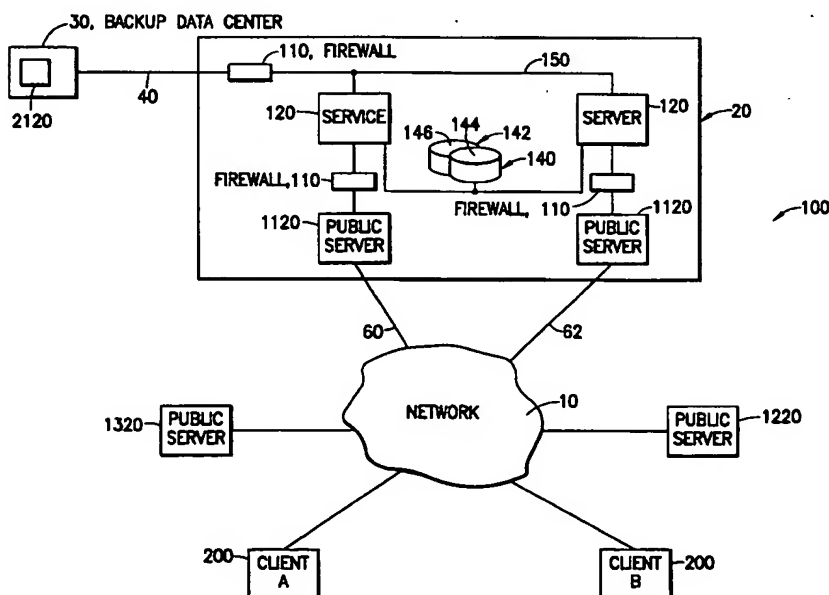 30, BACKUP DATA CENTER
110, FIREWALL
150
2120
40
120
SERVICE
146
144
142
140
SERVER
120
20
FIREWALL, 110
FIREWALL,
110
1120
1120
100
PUBLIC
SERVER
PUBLIC
SERVER
60
62
NETWORK
10
1320
PUBLIC
SERVER
PUBLIC
SERVER
1220
200
CLIENT
A
CLIENT
B
200